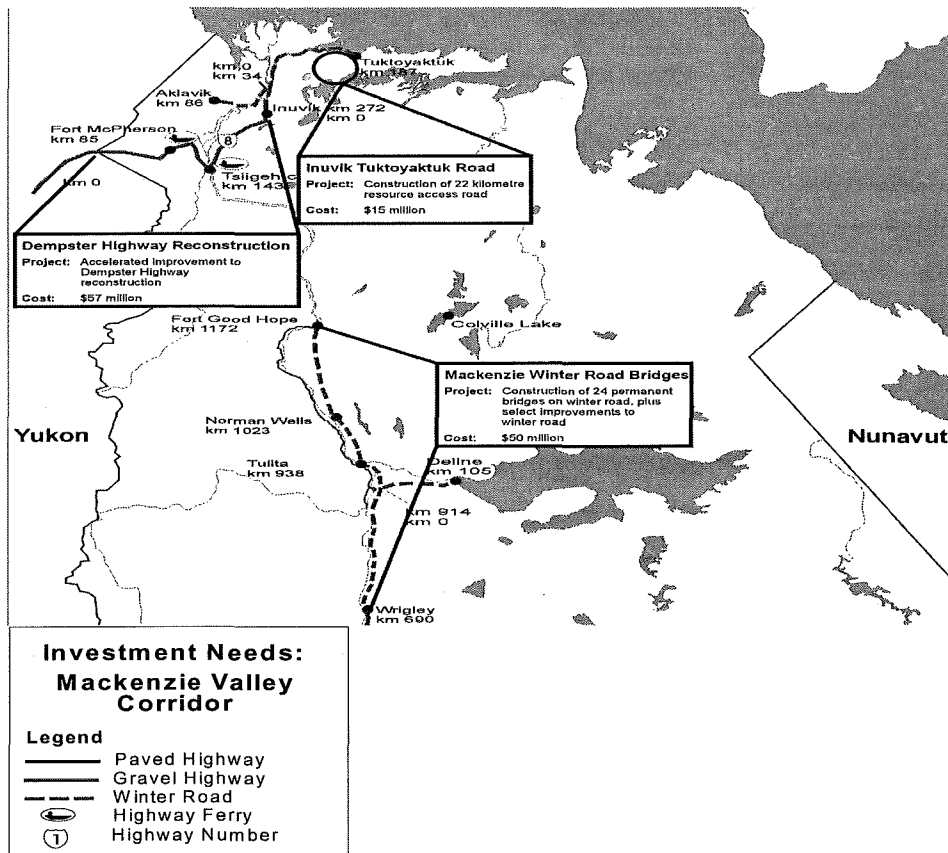 Tuktoyaktuk
km 187
km 0
km 34
Aklavik
km 86
Inuvik km 272
km 0
Fort McPherson
km 85
8
km 0
Tsiigehtic
km 143
Inuvik Tuktoyaktuk Road
Project: Construction of 22 kilometre
resource access road
Cost: $15 million
Dempster Highway Reconstruction
Project: Accelerated improvement to
Dempster Highway
reconstruction
Cost: $57 million
Fort Good Hope
km 1172
Colville Lake
Mackenzie Winter Road Bridges
Project: Construction of 24 permanent
bridges on winter road, plus
select improvements to
winter road
Cost: $50 million
Yukon
Nunavut
Norman Wells
km 1023
Tulita
km 938
Deline
km 105
km 914
km 0
Wrigley
km 690
Investment Needs:
Mackenzie Valley
Corridor
Legend
Paved Highway
Gravel Highway
Winter Road
Highway Ferry
1 Highway Number